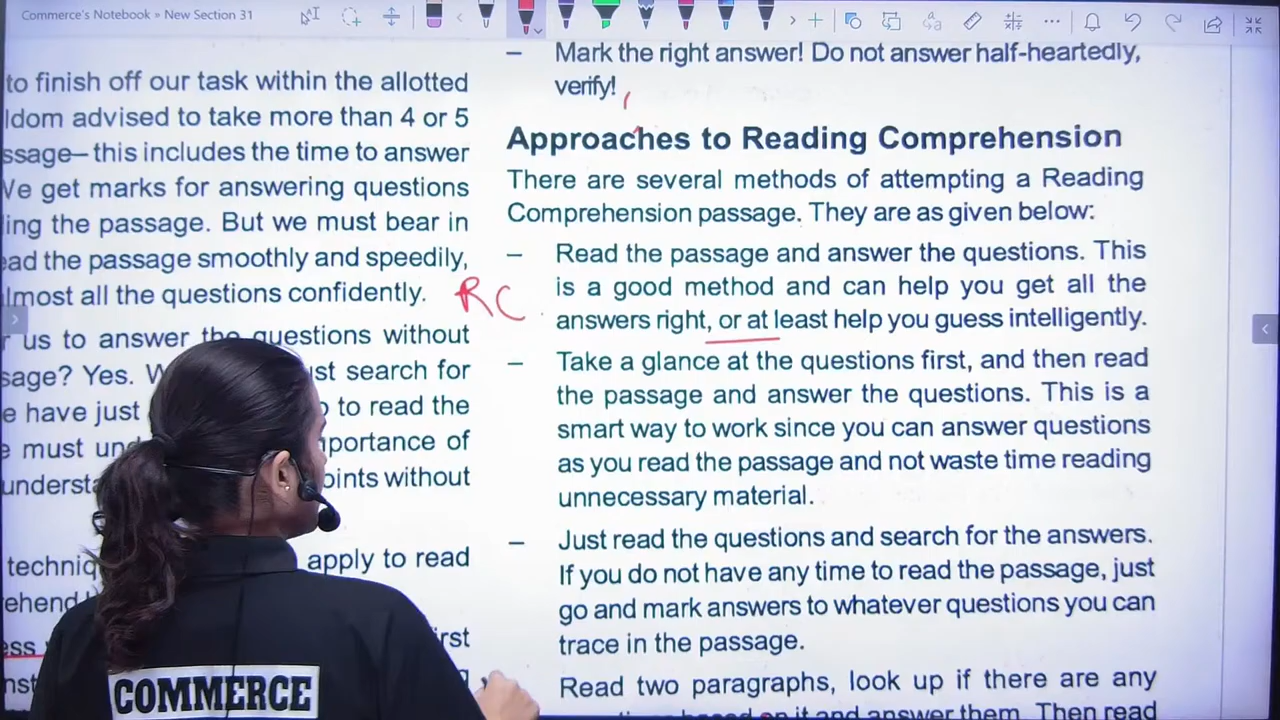 Commerce's Notebook » New Section 31
to finish off our task within the allotted
ldom advised to take more than 4 or 5
ssage– this includes the time to answer
We get marks for answering questions
ing the passage. But we must bear in
ead the passage smoothly and speedily,
lmost all the questions confidently.
us to answer the questions without
sage? Yes. W st search for
e have just to read the
e must und portance of
understa oints without
techniq apply to read
rehend
ess irst
RC
– Mark the right answer! Do not answer half-heartedly,
verify!
Approaches to Reading Comprehension
There are several methods of attempting a Reading
Comprehension passage. They are as given below:
– Read the passage and answer the questions. This
is a good method and can help you get all the
answers right, or at least help you guess intelligently.
– Take a glance at the questions first, and then read
the passage and answer the questions. This is a
smart way to work since you can answer questions
as you read the passage and not waste time reading
unnecessary material.
– Just read the questions and search for the answers.
If you do not have any time to read the passage, just
go and mark answers to whatever questions you can
trace in the passage.
Read two paragraphs, look up if there are any
based on it and answer them. Then read
COMMERCE